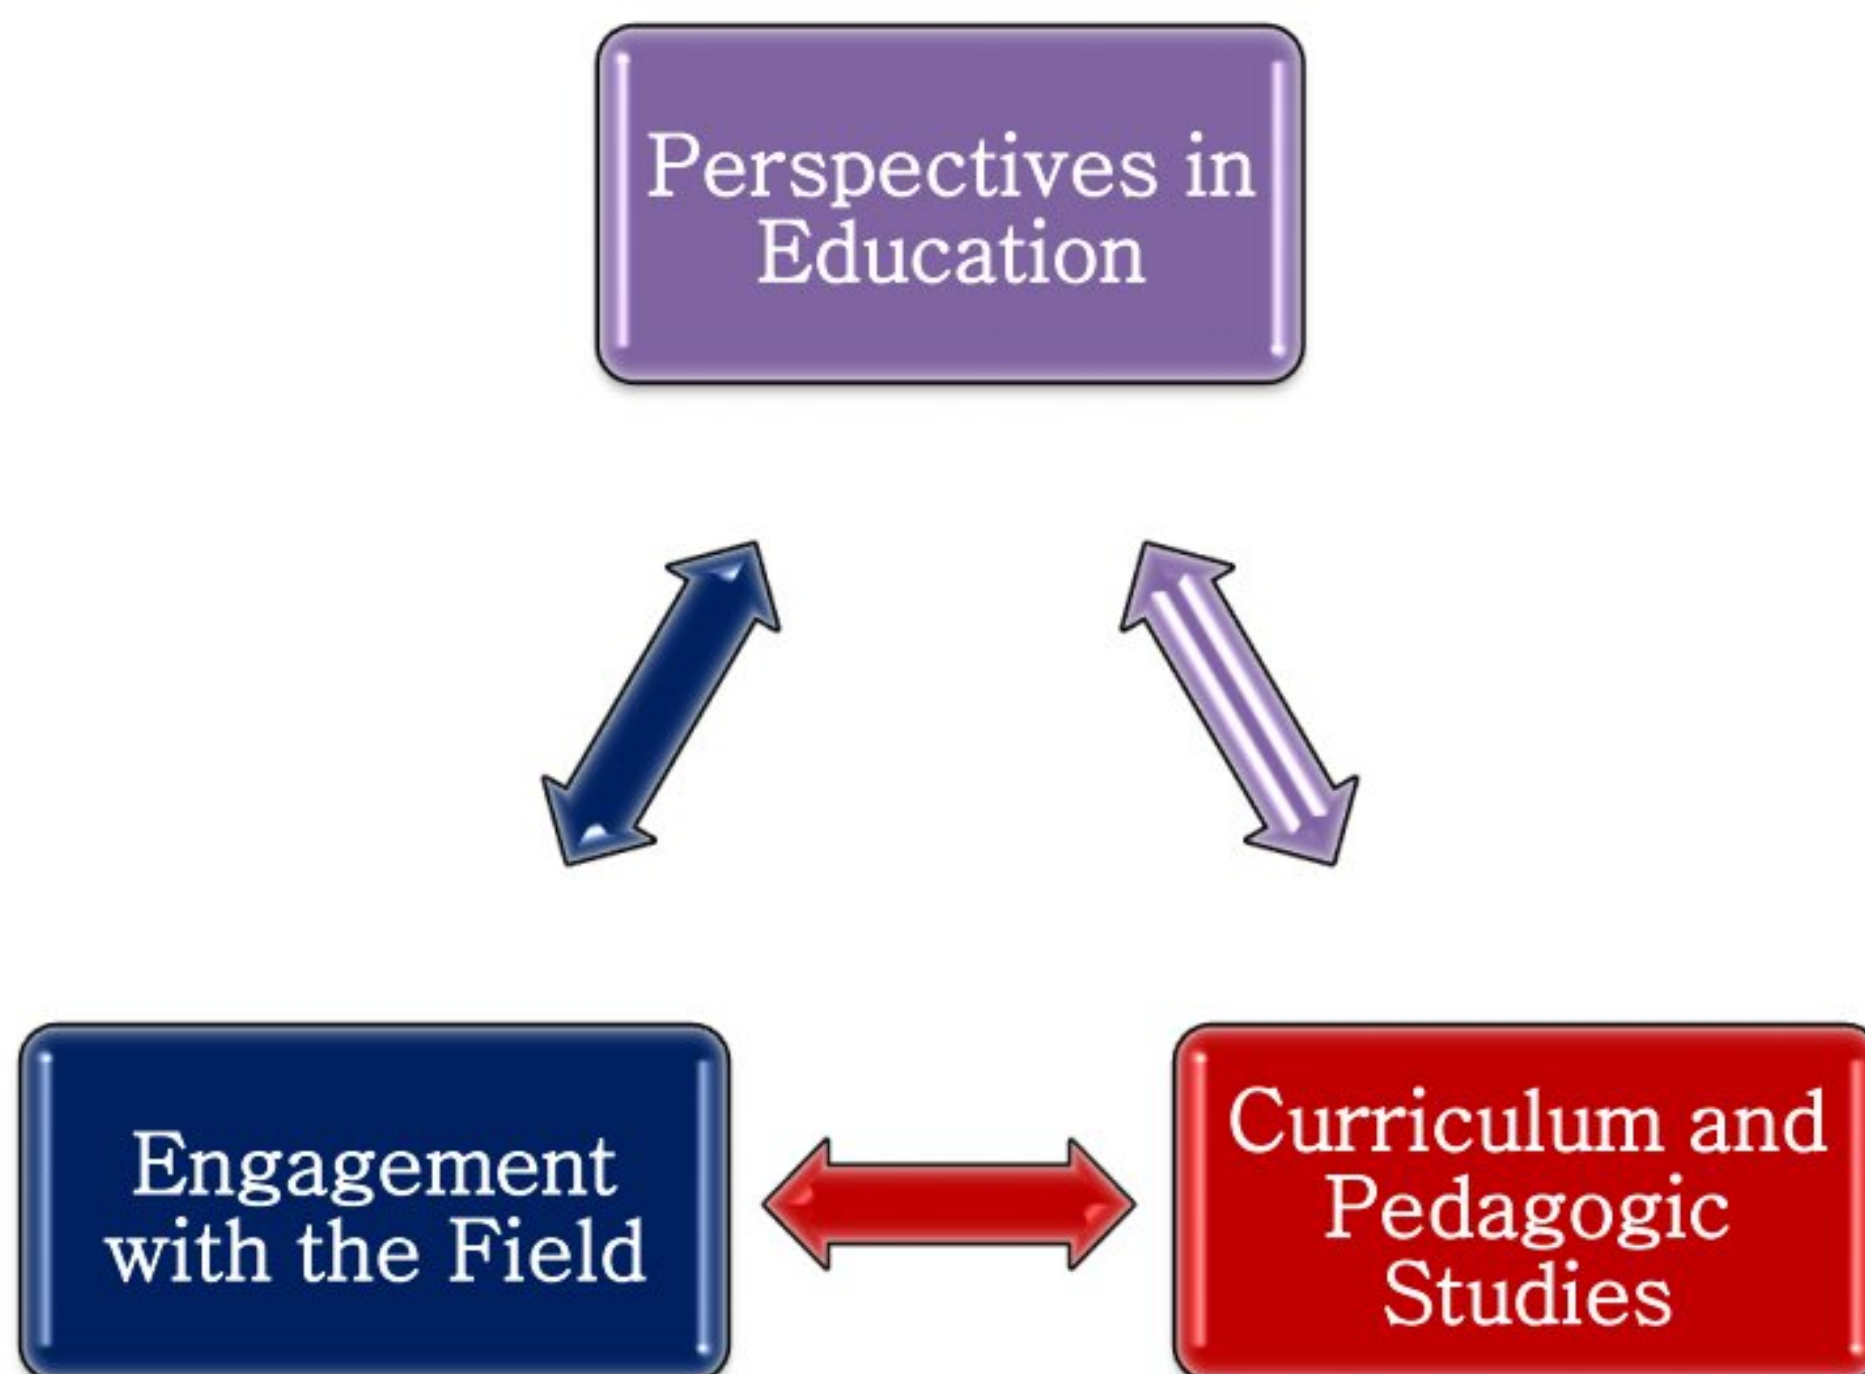 Perspectives in
Education
Engagement
with the Field
Curriculum and
Pedagogic
Studies